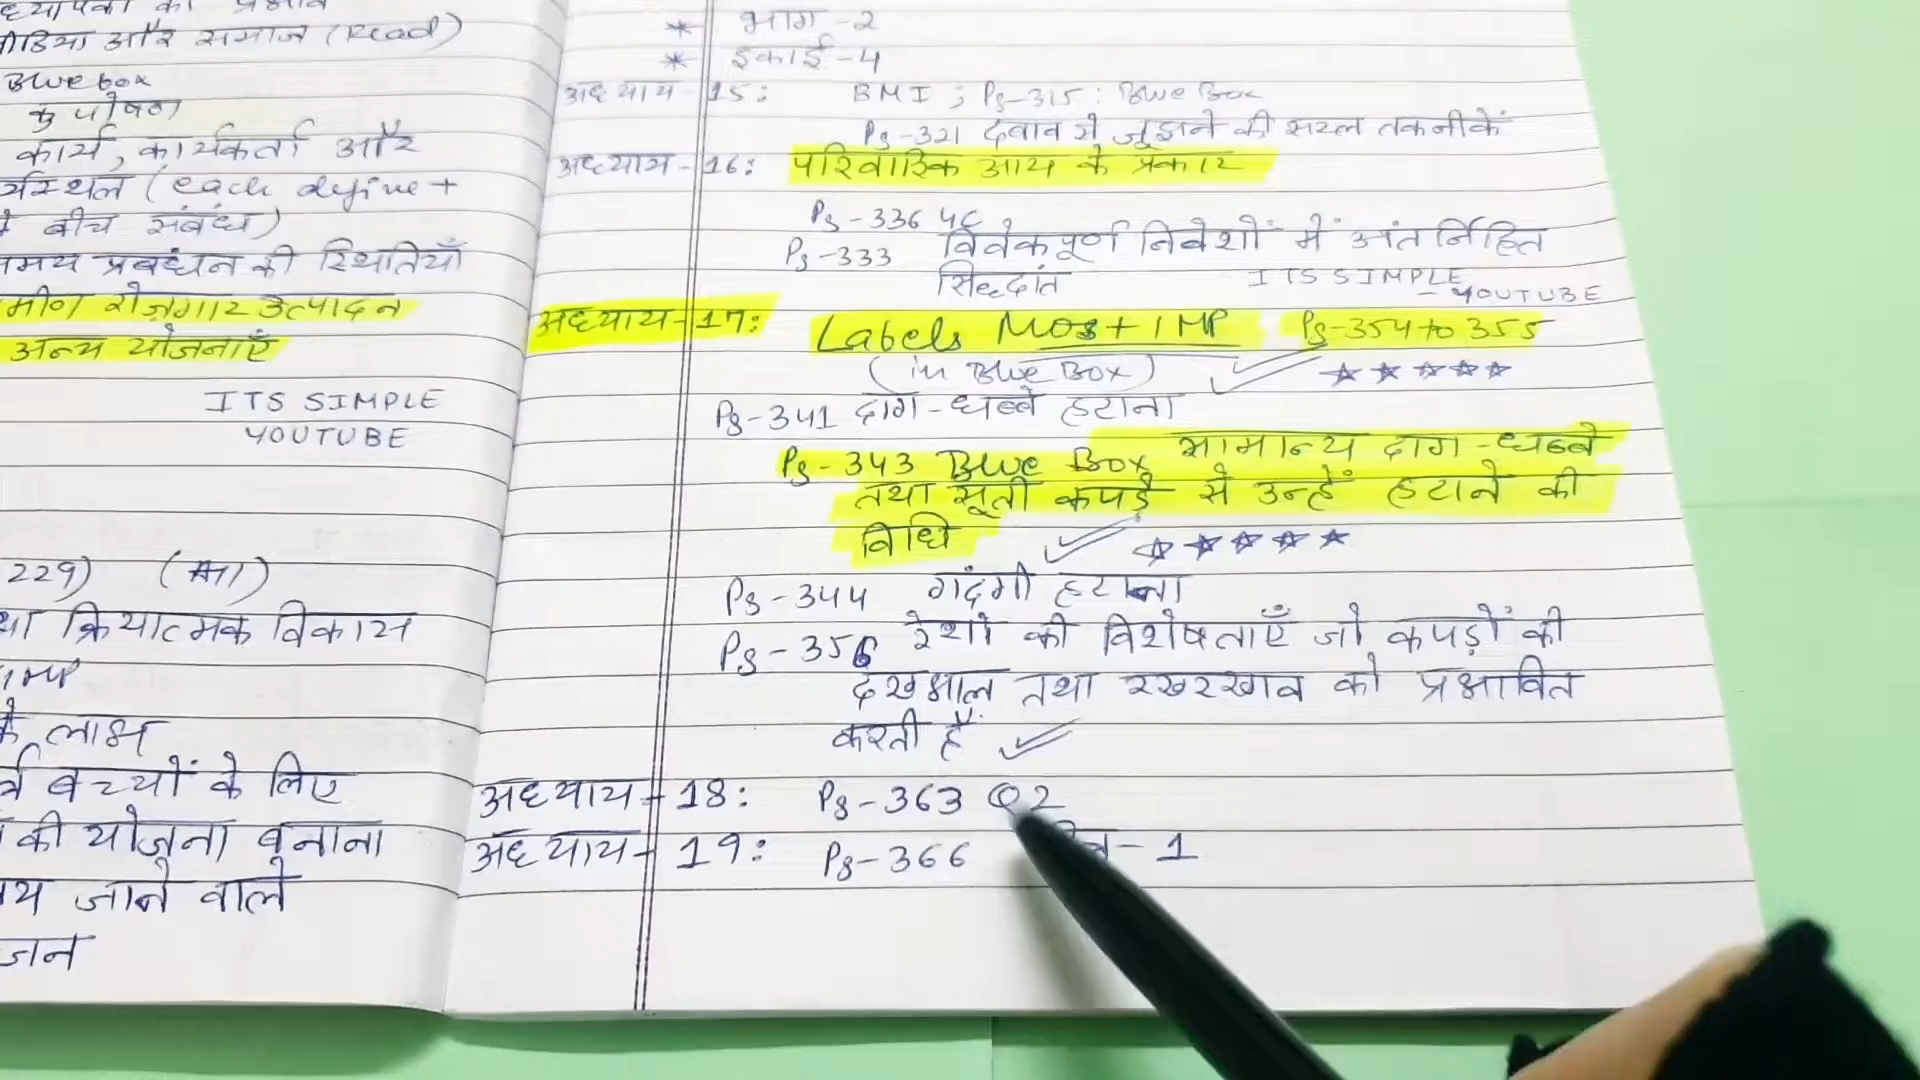 मीडिया और समाज (Read)
Blue box
कुपोषण
कार्य, कार्यकर्ता और
(each define +
बीच संबंध)
समय प्रबंधन की स्थितियाँ
रोज़गार उत्पादन
अन्य योजनाएँ
ITS SIMPLE
YOUTUBE
229)
क्रियात्मक विकास
IMP
के लाभ
बच्चों के लिए
की योजना बनाना
जाने वाले
* भाग-2
* इकाई-4
अध्याय-15: BMI ; Pg-315: Blue Box
Pg-321 दबाव से जूझने की सरल तकनीकें
अध्याय-16: परिवारिक आय के प्रकार
Pg-336 4C
Pg-333 विवेकपूर्ण निवेशों में अंतर्निहित
सिद्धांत
ITS SIMPLE
- YOUTUBE
अध्याय-17: Labels Most IMP Pg-354 to 355
(in Blue Box) ☆☆☆☆☆
Pg-341 दाग-धब्बे हटाना
Pg-343 Blue Box सामान्य दाग-धब्बे
तथा सूती कपड़े से उन्हें हटाने की
विधि ☆☆☆☆☆
Pg-344 गदंगी हटाना
Pg-356 रेशों की विशेषताएँ जो कपड़ों की
देखभाल तथा रखरखाव को प्रभावित
करती हैं
अध्याय-18: Pg-363 Q2
अध्याय-19: Pg-366 - 1